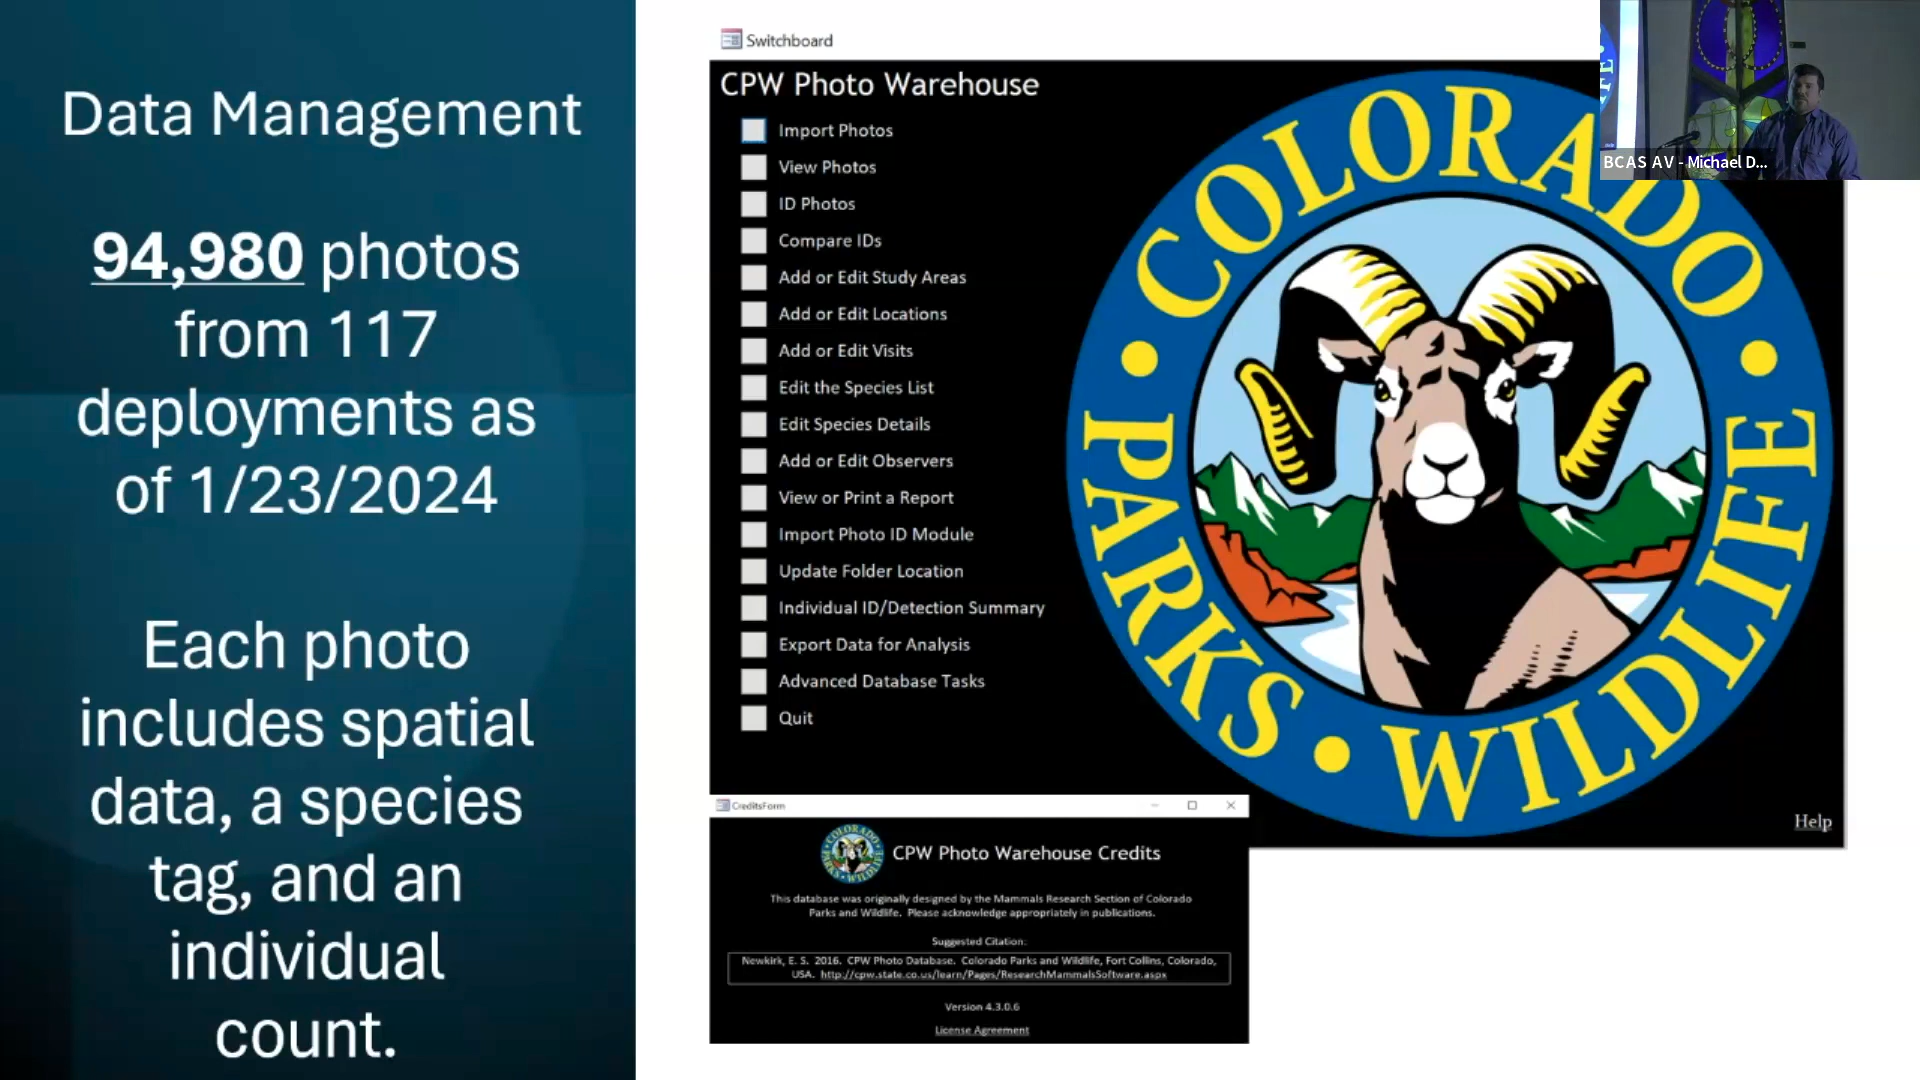 Data Management
94,980 photos
from 117
deployments as
of 1/23/2024
Each photo
includes spatial
data, a species
tag, and an
individual
count.
Switchboard
CPW Photo Warehouse
Import Photos
View Photos
ID Photos
Compare IDs
Add or Edit Study Areas
Add or Edit Locations
Add or Edit Visits
Edit the Species List
Edit Species Details
Add or Edit Observers
View or Print a Report
Import Photo ID Module
Update Folder Location
Individual ID/Detection Summary
Export Data for Analysis
Advanced Database Tasks
Quit
COLORADO
PARKS • WILDLIFE
Help
BCAS AV - Michael D...
CreditsForm
COLORADO
PARKS • WILDLIFE
CPW Photo Warehouse Credits
This database was originally designed by the Mammals Research Section of Colorado
Parks and Wildlife. Please acknowledge appropriately in publications.
Suggested Citation:
Newkirk, E. S. 2016. CPW Photo Database. Colorado Parks and Wildlife, Fort Collins, Colorado,
USA. http://cpw.state.co.us/learn/Pages/ResearchMammalsSoftware.aspx
Version 4.3.0.6
License Agreement